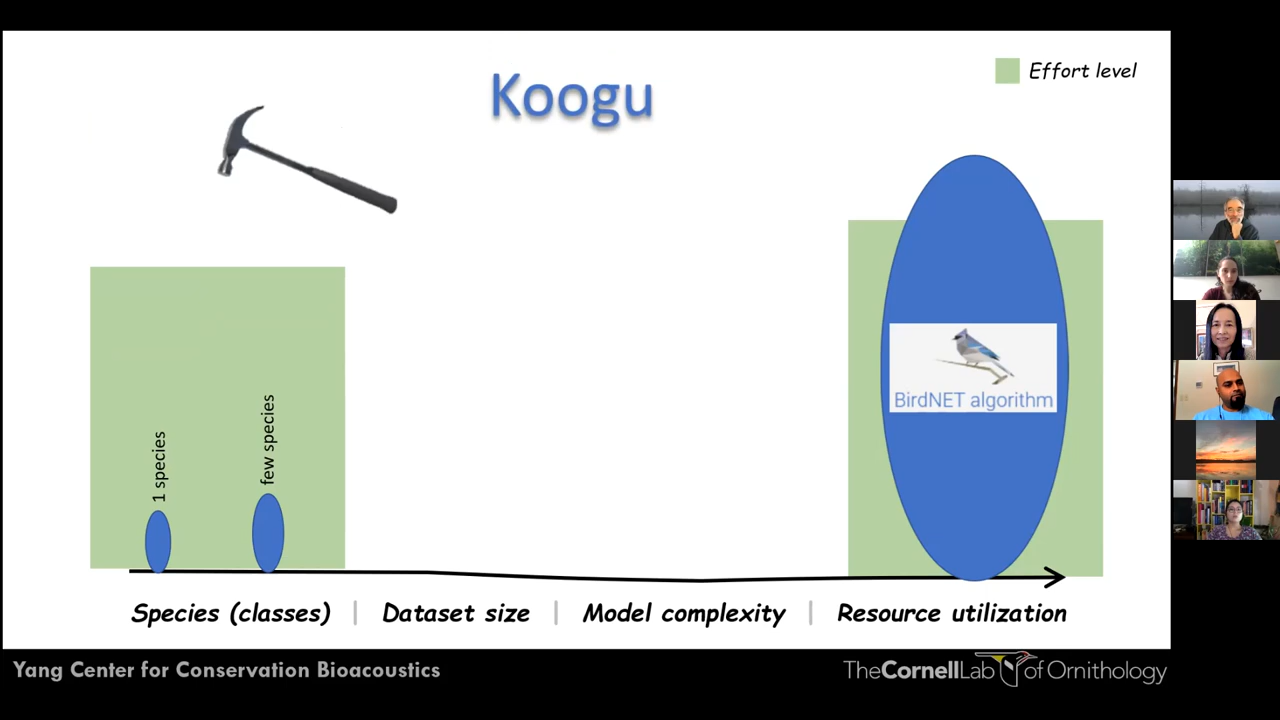 Koogu
Effort level
1 species
few species
BirdNET algorithm
Species (classes) | Dataset size | Model complexity | Resource utilization
Yang Center for Conservation Bioacoustics
TheCornellLab of Ornithology